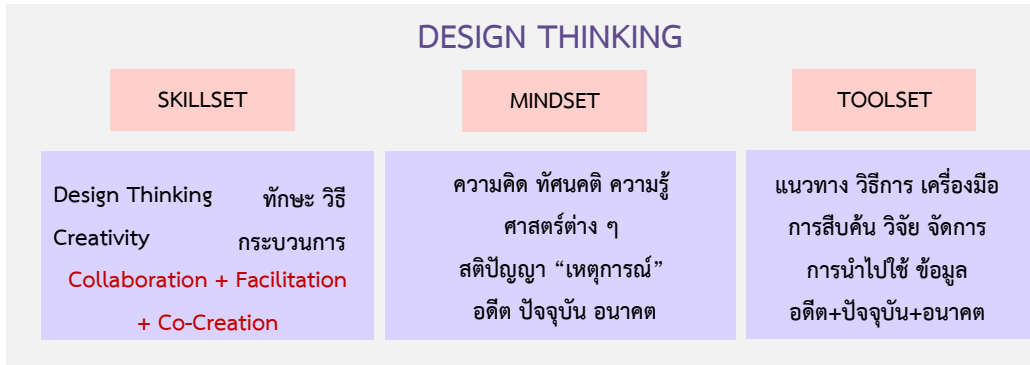 DESIGN THINKING
SKILLSET
MINDSET
TOOLSET
Design Thinking ทักษะ วิธี
Creativity กระบวนการ
Collaboration + Facilitation
+ Co-Creation
ความคิด ทัศนคติ ความรู้
ศาสตร์ต่าง ๆ
สติปัญญา “เหตุการณ์”
อดีต ปัจจุบัน อนาคต
แนวทาง วิธีการ เครื่องมือ
การสืบค้น วิจัย จัดการ
การนำไปใช้ ข้อมูล
อดีต+ปัจจุบัน+อนาคต